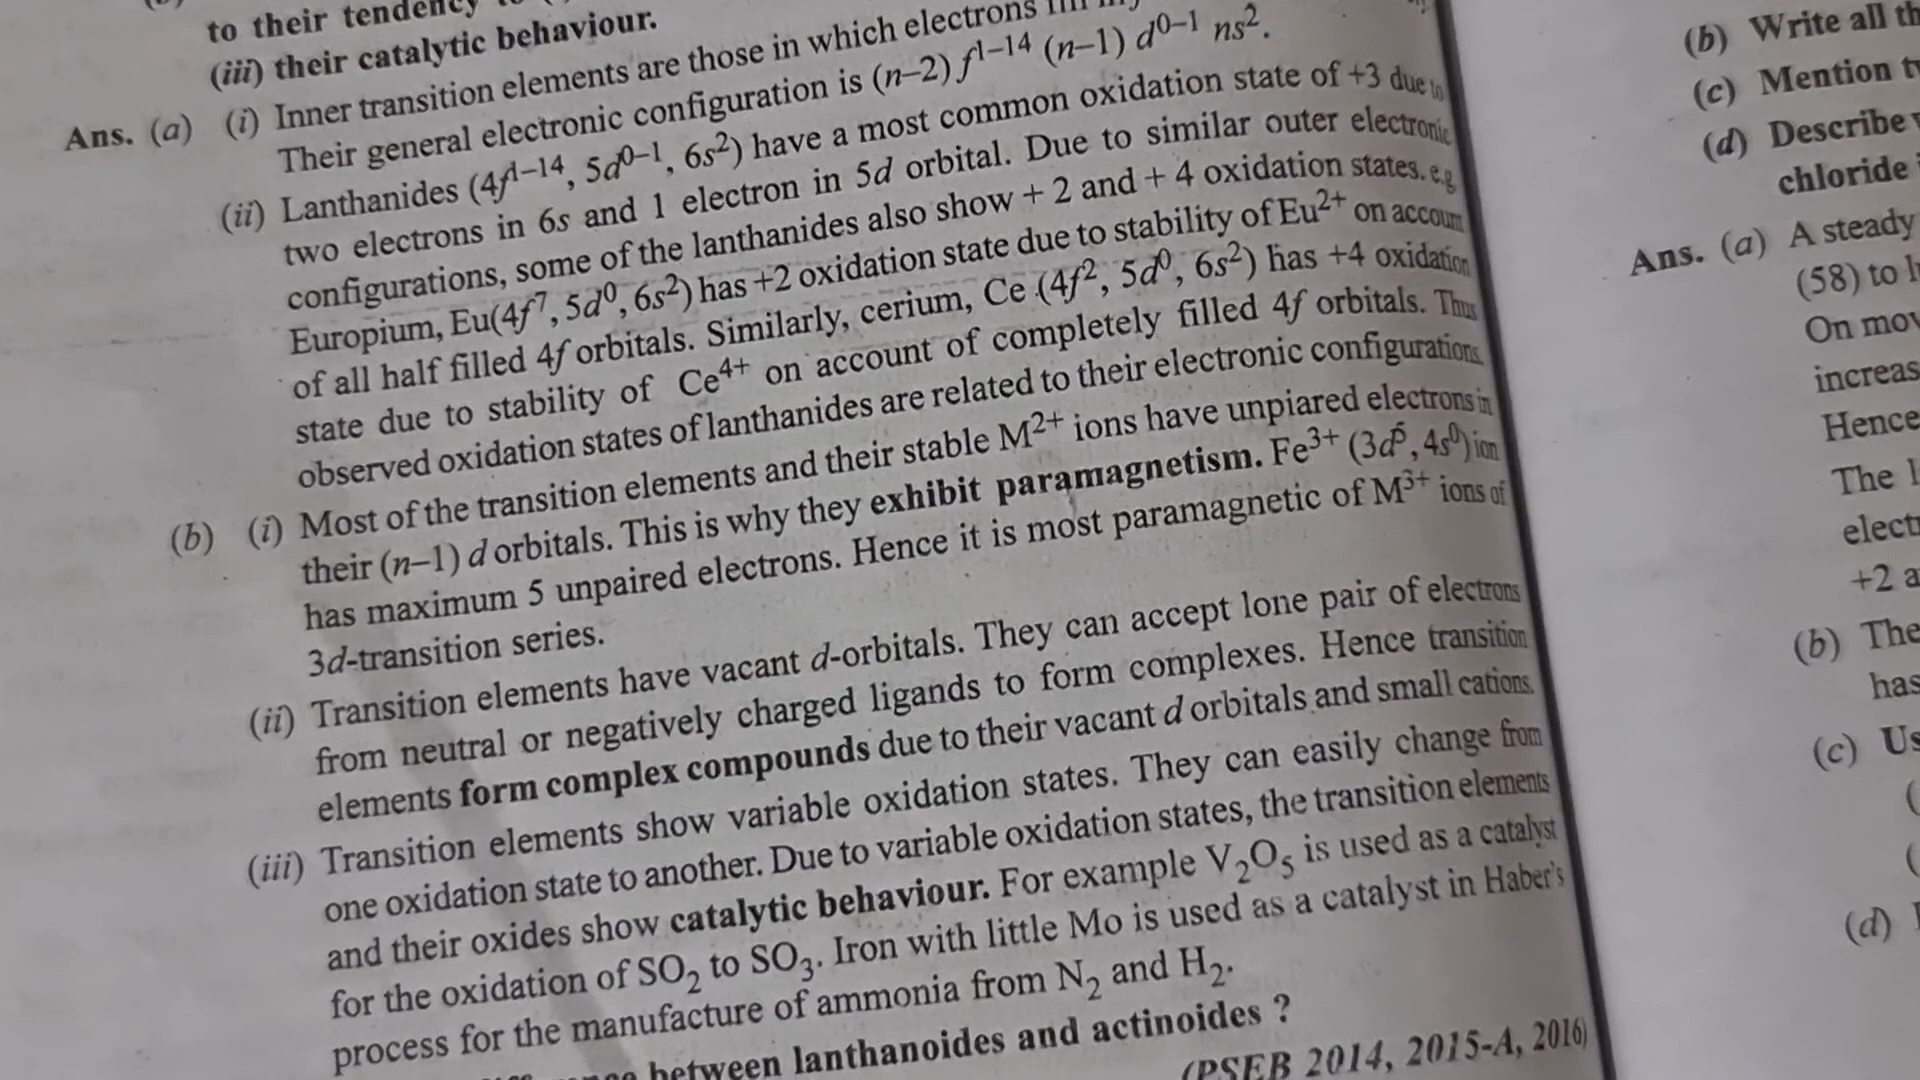 to their tendency
(iii) their catalytic behaviour.
Ans. (a) (i) Inner transition elements are those in which electrons
Their general electronic configuration is (n–2) f¹⁻¹⁴ (n–1) d⁰⁻¹ ns².
(ii) Lanthanides (4f¹⁻¹⁴, 5d⁰⁻¹, 6s²) have a most common oxidation state of +3 due to
two electrons in 6s and 1 electron in 5d orbital. Due to similar outer electronic
configurations, some of the lanthanides also show + 2 and + 4 oxidation states. e.g
Europium, Eu(4f⁷, 5d⁰, 6s²) has +2 oxidation state due to stability of Eu²⁺ on account
of all half filled 4f orbitals. Similarly, cerium, Ce (4f², 5d⁰, 6s²) has +4 oxidation
state due to stability of Ce⁴⁺ on account of completely filled 4f orbitals. Thus
observed oxidation states of lanthanides are related to their electronic configurations
(b) (i) Most of the transition elements and their stable M²⁺ ions have unpiared electrons in
their (n–1) d orbitals. This is why they exhibit paramagnetism. Fe³⁺ (3d⁵, 4s⁰) ion
has maximum 5 unpaired electrons. Hence it is most paramagnetic of M³⁺ ions of
3d-transition series.
(ii) Transition elements have vacant d-orbitals. They can accept lone pair of electrons
from neutral or negatively charged ligands to form complexes. Hence transition
elements form complex compounds due to their vacant d orbitals and small cations.
(iii) Transition elements show variable oxidation states. They can easily change from
one oxidation state to another. Due to variable oxidation states, the transition elements
and their oxides show catalytic behaviour. For example V₂O₅ is used as a catalyst
for the oxidation of SO₂ to SO₃. Iron with little Mo is used as a catalyst in Haber's
process for the manufacture of ammonia from N₂ and H₂.
between lanthanoides and actinoides ?
(PSEB 2014, 2015-A, 2016)
(b) Write all
(c) Mention
(d) Describe
chloride
Ans. (a) A steady
(58) to
On
increas
Hence
The
elect
+2
(b) The
has
(c) Us
(d)